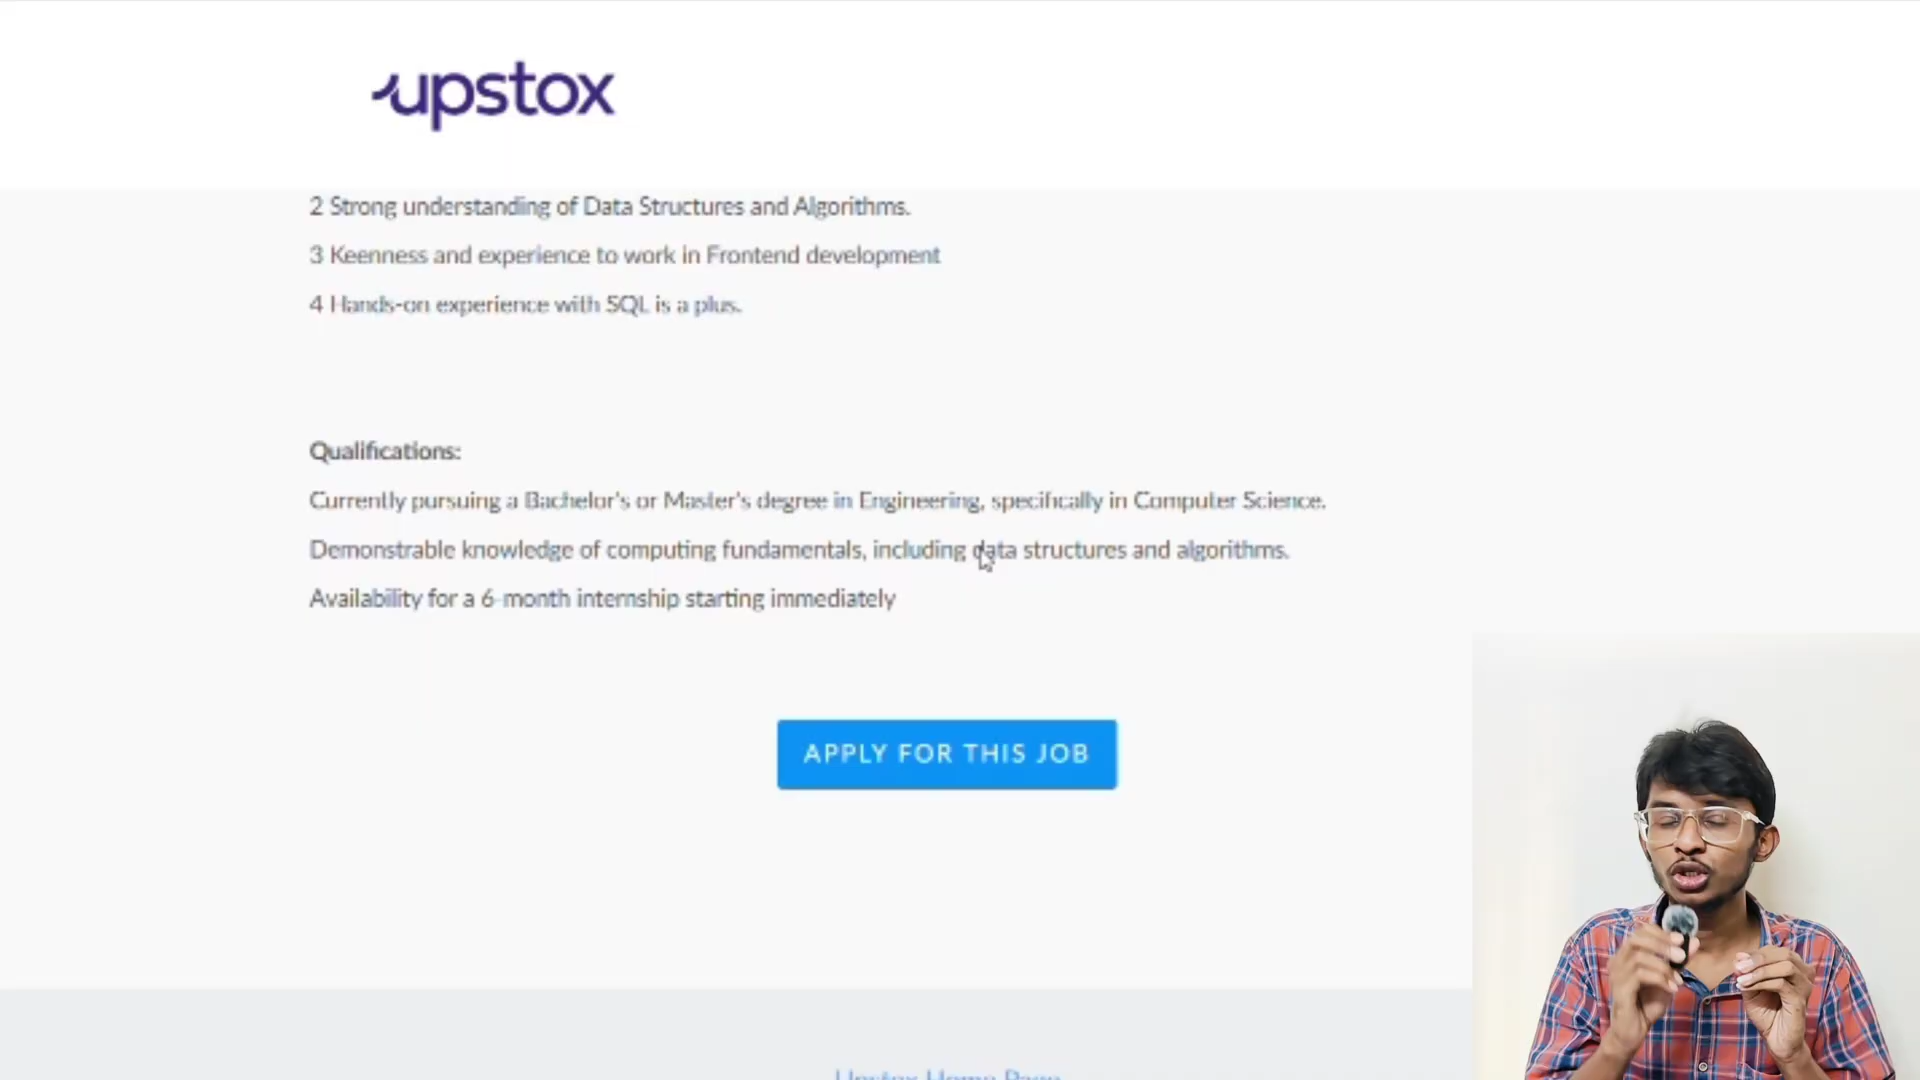 upstox
2 Strong understanding of Data Structures and Algorithms.
3 Keenness and experience to work in Frontend development
4 Hands-on experience with SQL is a plus.
Qualifications:
Currently pursuing a Bachelor's or Master's degree in Engineering, specifically in Computer Science.
Demonstrable knowledge of computing fundamentals, including data structures and algorithms.
Availability for a 6-month internship starting immediately
APPLY FOR THIS JOB
Upstox Home Page